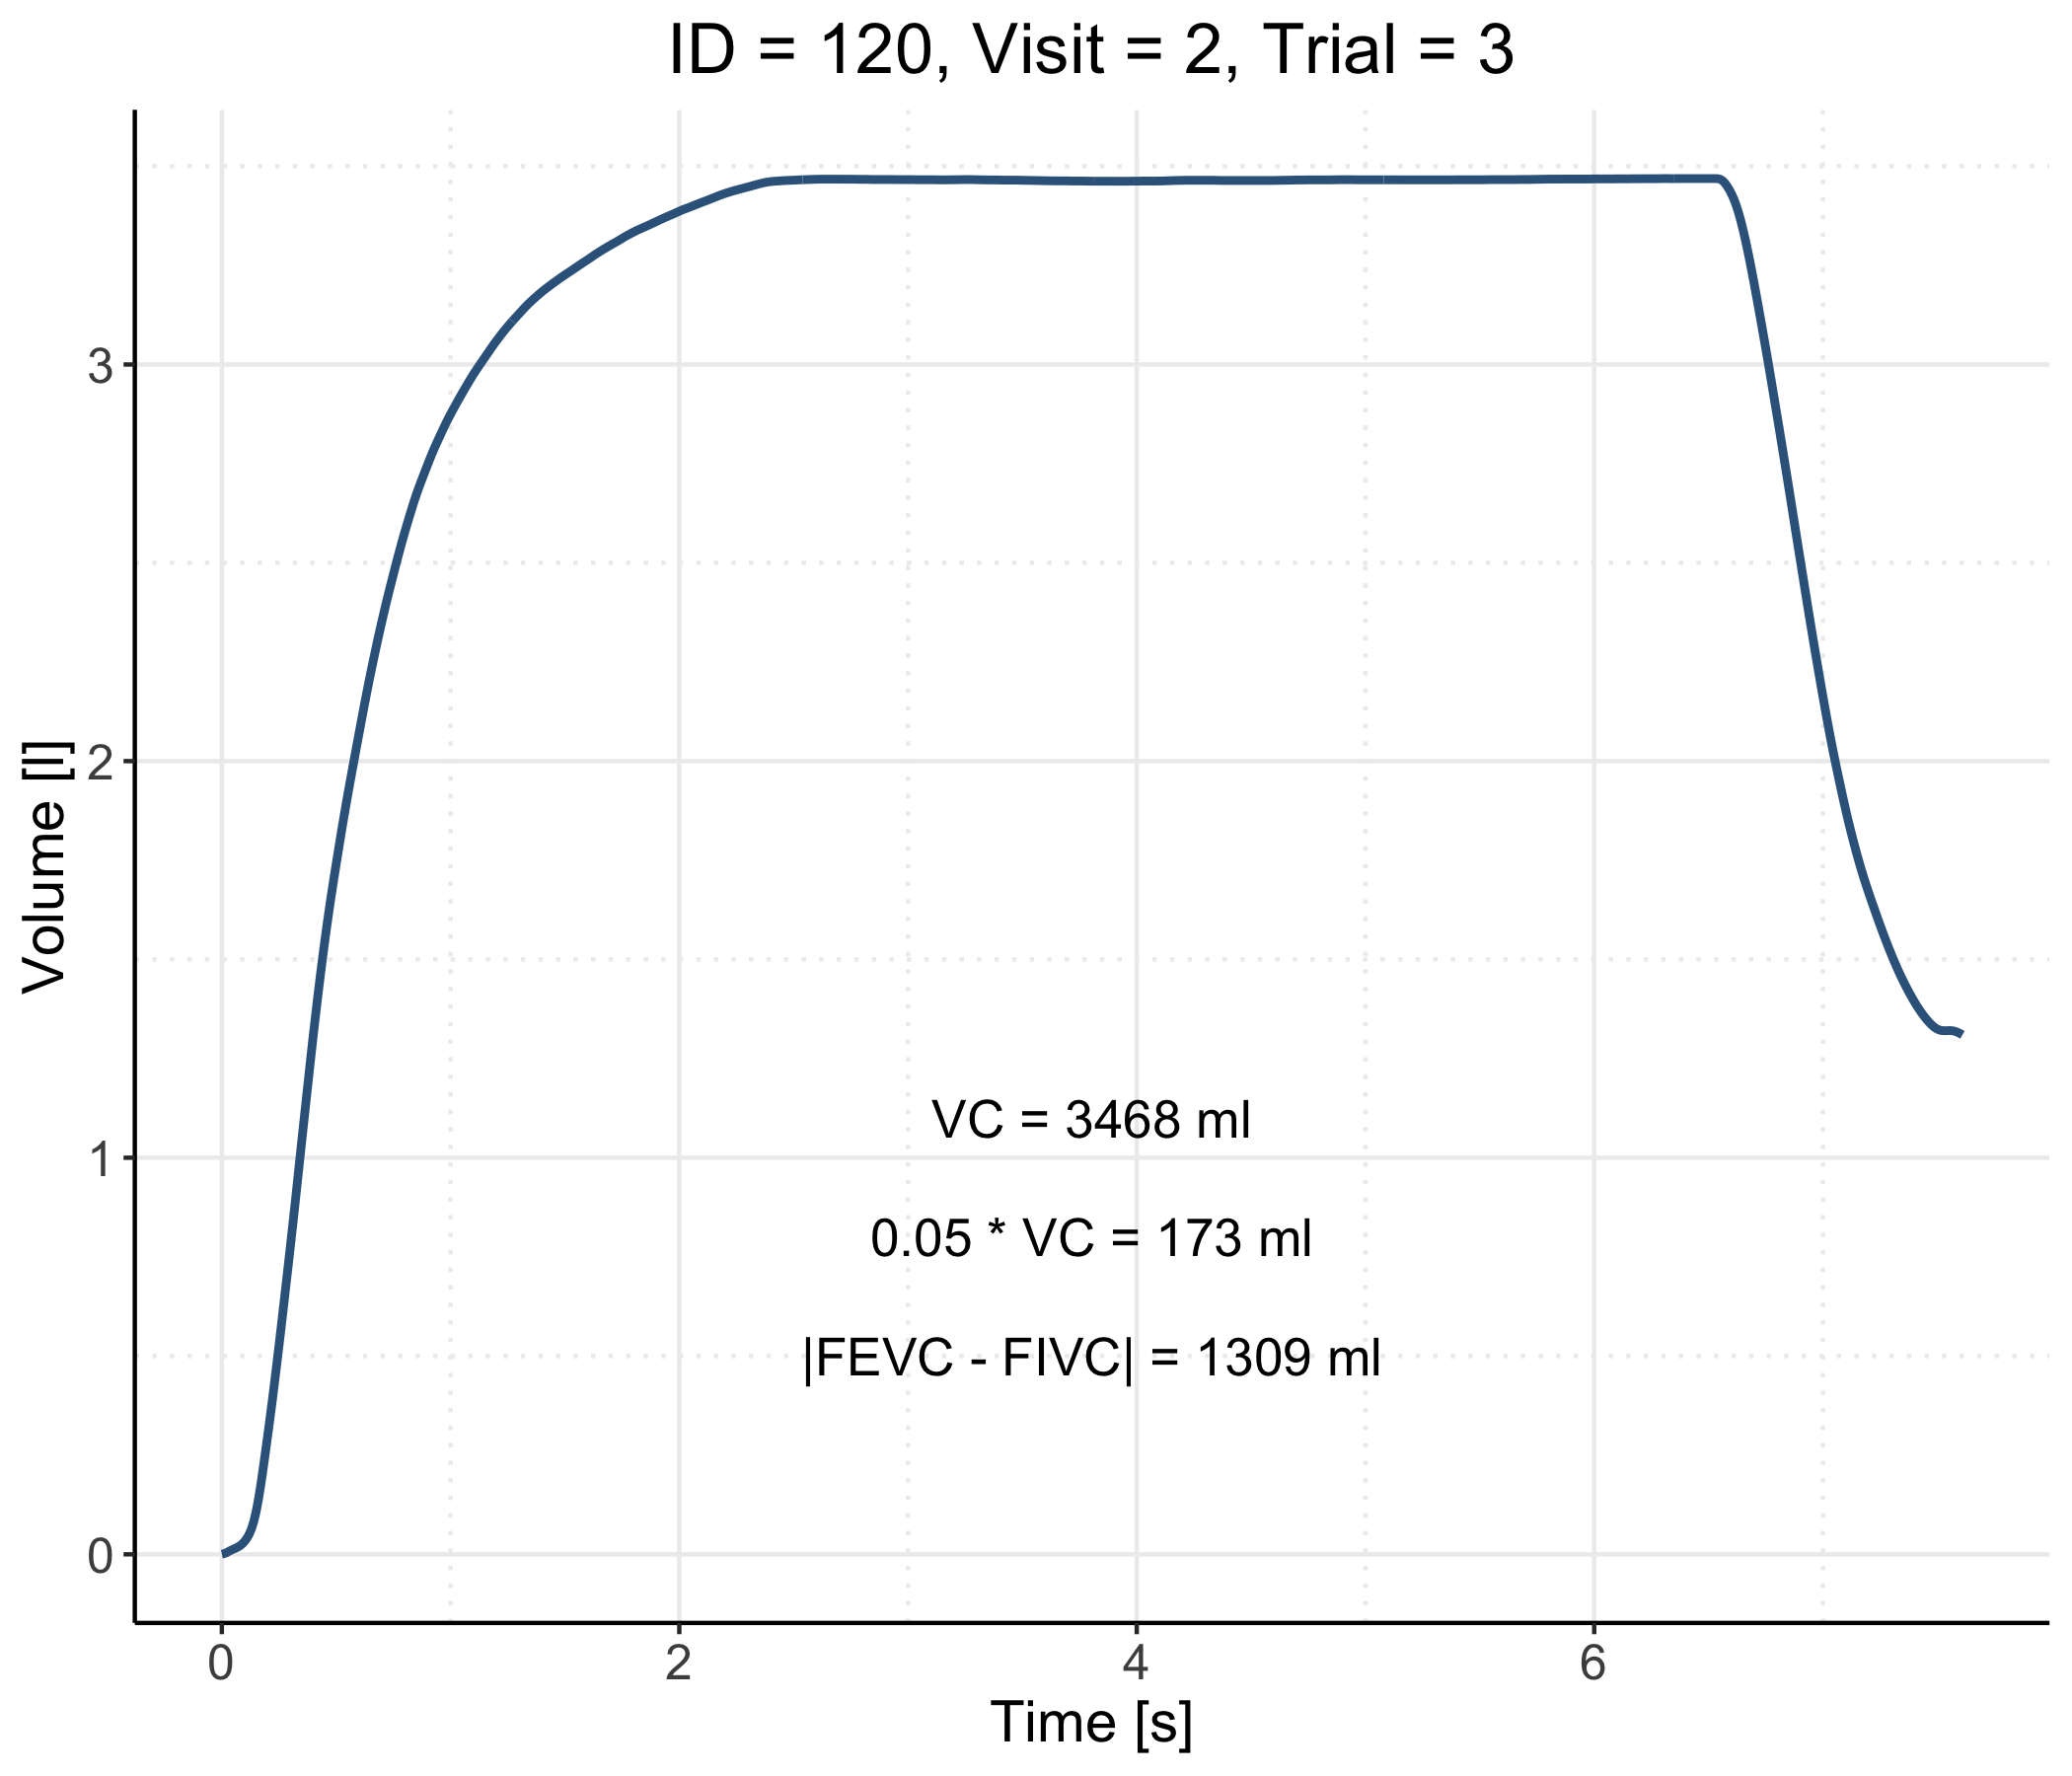 ID = 120, Visit = 2, Trial = 3
Volume [l]
3
2
1
0
VC = 3468 ml
0.05 * VC = 173 ml
|FEVC - FIVC| = 1309 ml
0 2 4 6
Time [s]